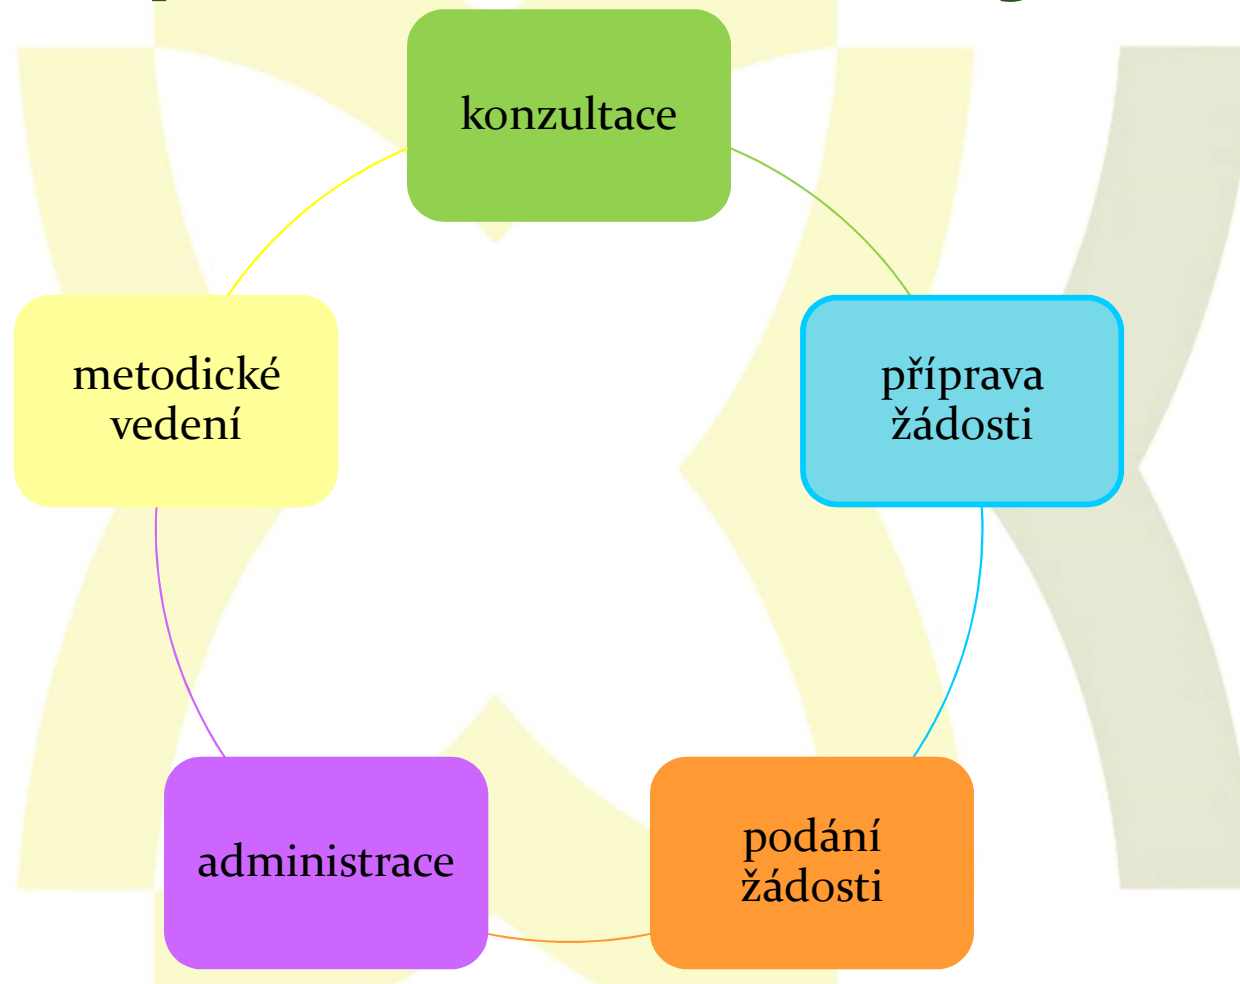 konzultace
příprava
žádosti
podání
žádosti
administrace
metodické
vedení